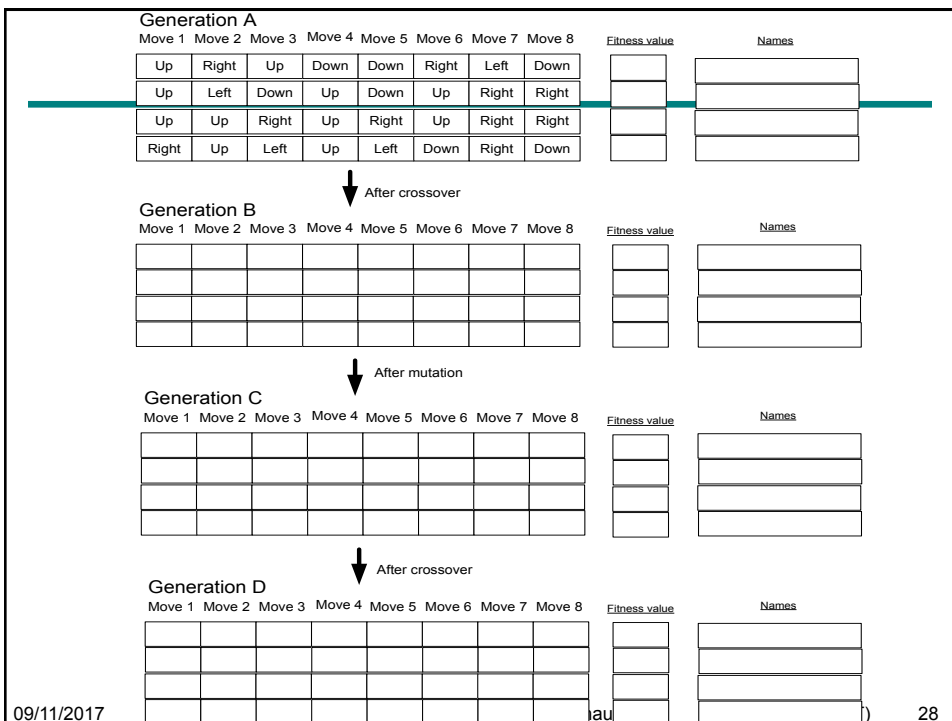 Generation A
Move 1 Move 2 Move 3 Move 4 Move 5 Move 6 Move 7 Move 8 Fitness value Names
Up Right Up Down Down Right Left Down
Up Left Down Up Down Up Right Right
Up Up Right Up Right Up Right Right
Right Up Left Up Left Down Right Down
After crossover
Generation B
Move 1 Move 2 Move 3 Move 4 Move 5 Move 6 Move 7 Move 8 Fitness value Names
After mutation
Generation C
Move 1 Move 2 Move 3 Move 4 Move 5 Move 6 Move 7 Move 8 Fitness value Names
After crossover
Generation D
Move 1 Move 2 Move 3 Move 4 Move 5 Move 6 Move 7 Move 8 Fitness value Names
09/11/2017 28